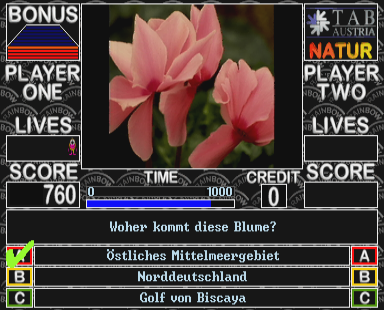 BONUS
TAB
AUSTRIA
NATUR
PLAYER
ONE
PLAYER
TWO
LIVES
LIVES
SCORE
760
TIME
0 1000
CREDIT
0
SCORE
Woher kommt diese Blume?
A Östliches Mittelmeergebiet A
B Norddeutschland B
C Golf von Biscaya C